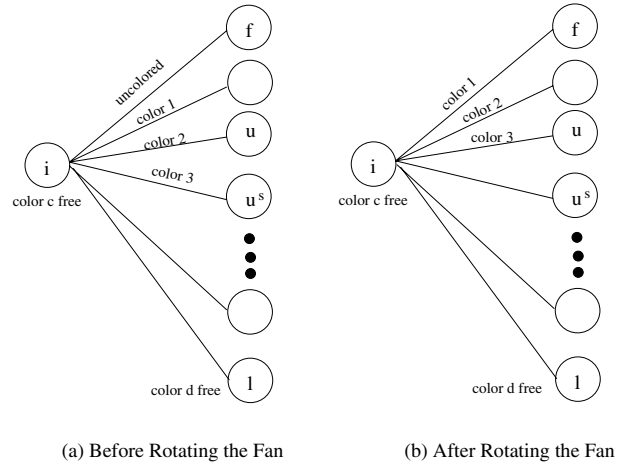 f
uncolored
color 1
color 2
u
color 3
i
u s
color c free
l
color d free
(a) Before Rotating the Fan
f
color 1
color 2
u
color 3
i
u s
color c free
l
color d free
(b) After Rotating the Fan